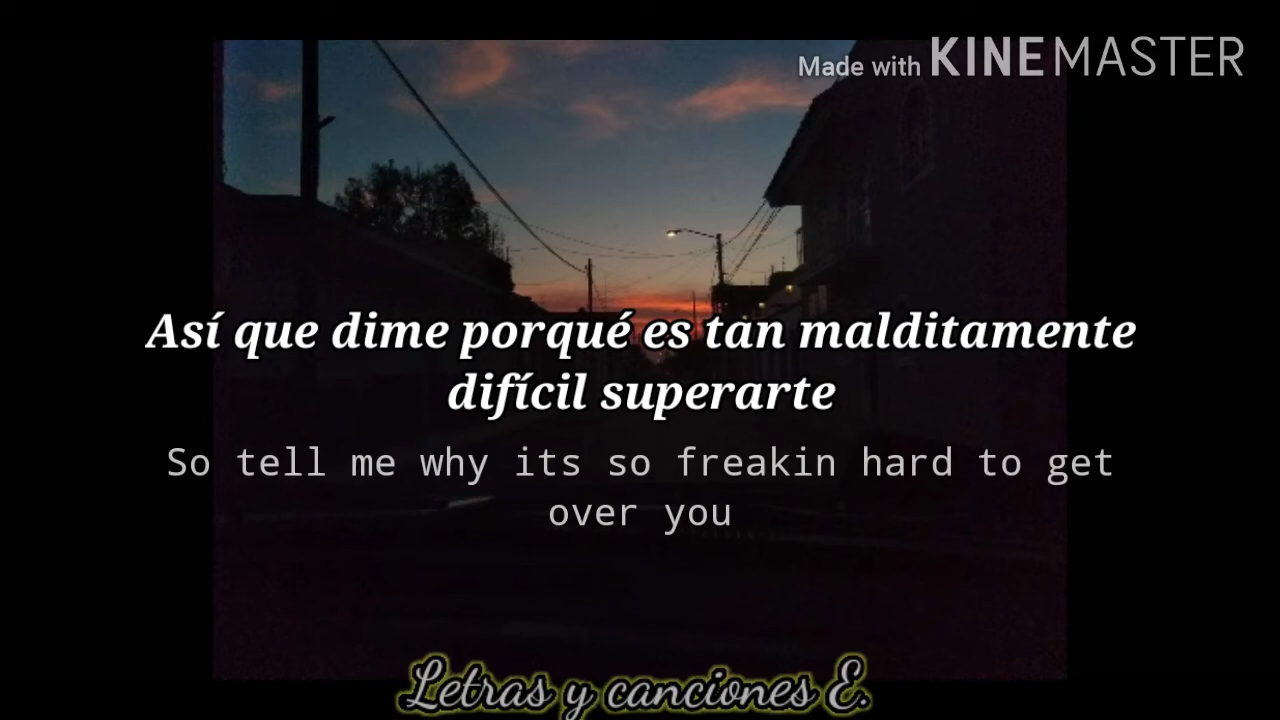 Made with KINEMASTER
Así que dime porqué es tan malditamente
difícil superarte
So tell me why its so freakin hard to get
over you
Letras y canciones E.